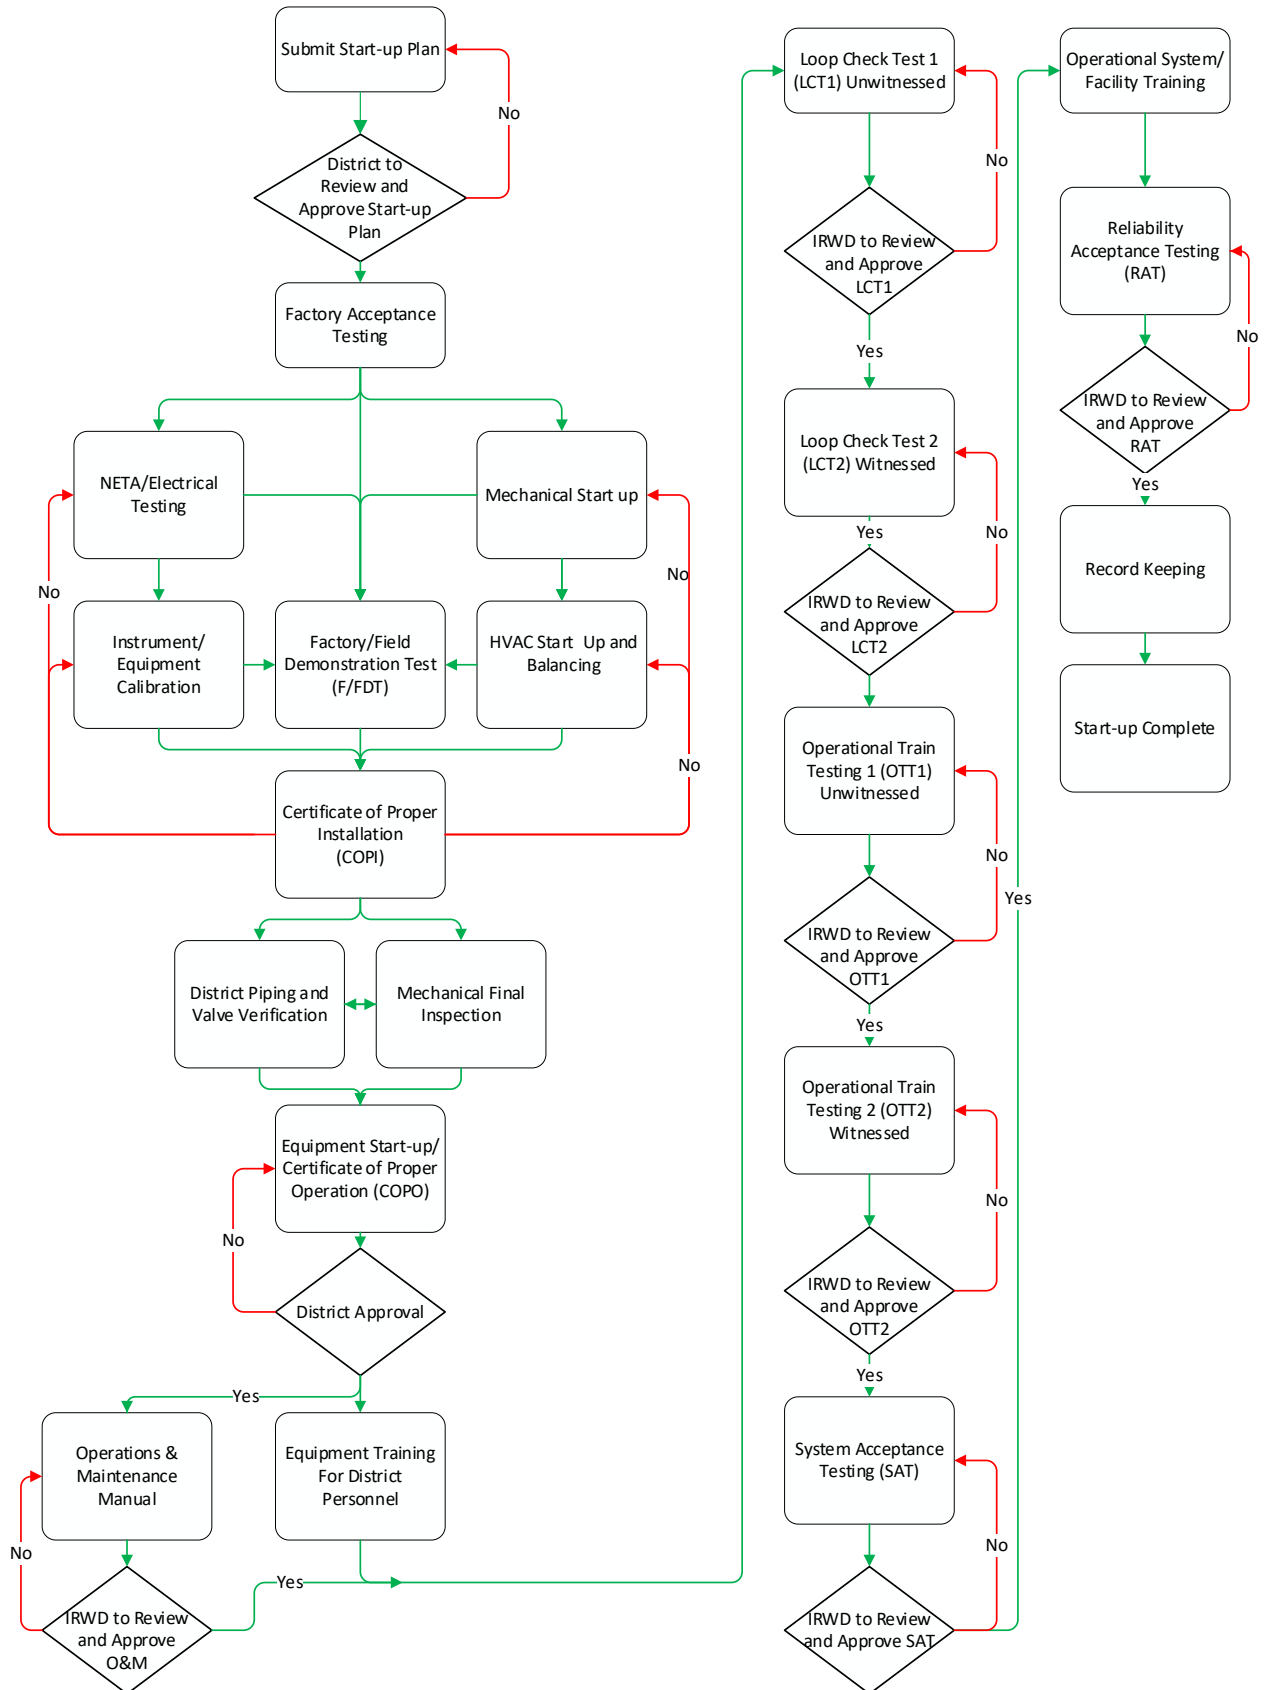 Submit Start-up Plan
No
District to
Review and
Approve Start-up
Plan
Factory Acceptance
Testing
NETA/Electrical
Testing
Mechanical Start up
No
No
Instrument/
Equipment
Calibration
Factory/Field
Demonstration Test
(F/FDT)
HVAC Start Up and
Balancing
No
Certificate of Proper
Installation
(COPI)
District Piping and
Valve Verification
Mechanical Final
Inspection
Equipment Start-up/
Certificate of Proper
Operation (COPO)
No
District Approval
Yes
Operations &
Maintenance
Manual
Equipment Training
For District
Personnel
No
Yes
IRWD to Review
and Approve
O&M
Loop Check Test 1
(LCT1) Unwitnessed
No
IRWD to Review
and Approve
LCT1
Yes
Loop Check Test 2
(LCT2) Witnessed
Yes
No
IRWD to Review
and Approve
LCT2
Operational Train
Testing 1 (OTT1)
Unwitnessed
No
IRWD to Review
and Approve
OTT1
Yes
Operational Train
Testing 2 (OTT2)
Witnessed
No
IRWD to Review
and Approve
OTT2
Yes
System Acceptance
Testing (SAT)
No
IRWD to Review
and Approve SAT
Yes
Operational System/
Facility Training
Reliability
Acceptance Testing
(RAT)
No
IRWD to Review
and Approve
RAT
Yes
Record Keeping
Start-up Complete